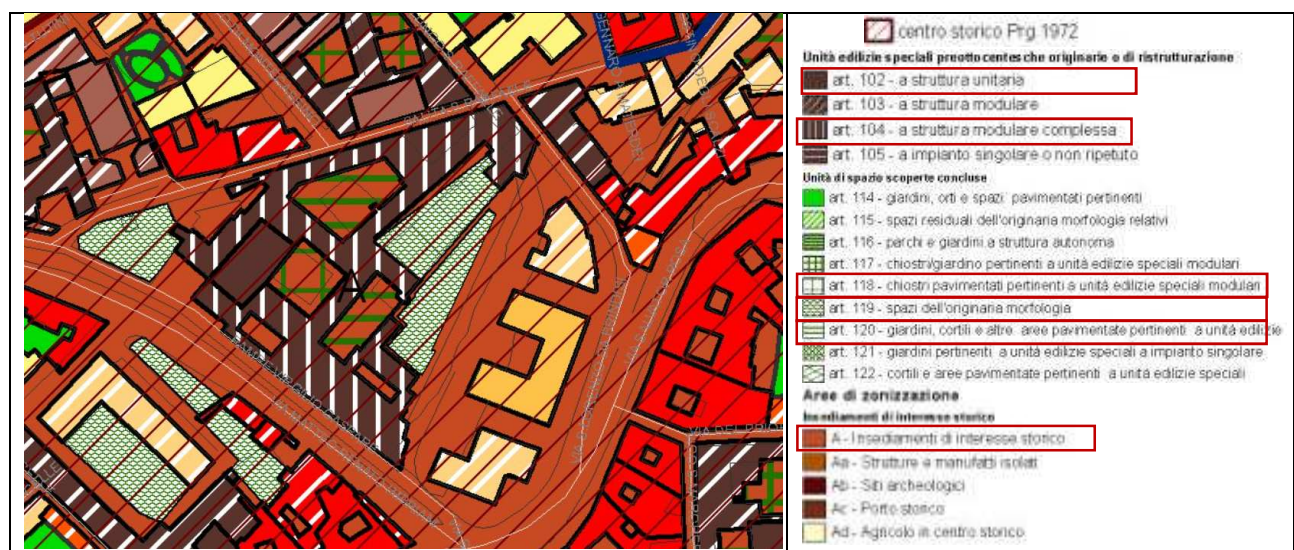 GENNARO A MATERDEI
A
centro storico Prg 1972
Unità edilizie speciali preottocentesche originarie o di ristrutturazione
art. 102 - a struttura unitaria
art. 103 - a struttura modulare
art. 104 - a struttura modulare complessa
art. 105 - a impianto singolare o non ripetuto
Unità di spazio scoperte concluse
art. 114 - giardini, orti e spazi pavimentati pertinenti
art. 115 - spazi residuali dell'originaria morfologia relativi
art. 116 - parchi e giardini a struttura autonoma
art. 117 - chiostri/giardino pertinenti a unità edilizie speciali modulari
art. 118 - chiostri pavimentati pertinenti a unità edilizie speciali modulari
art. 119 - spazi dell'originaria morfologia
art. 120 - giardini, cortili e altre aree pavimentate pertinenti a unità edilizie
art. 121 - giardini pertinenti a unità edilizie speciali a impianto singolare
art. 122 - cortili e aree pavimentate pertinenti a unità edilizie speciali
Aree di zonizzazione
Insediamenti di interesse storico
A - Insediamenti di interesse storico
Aa - Strutture e manufatti isolati
Ab - Siti archeologici
Ac - Porto storico
Ad - Agricolo in centro storico